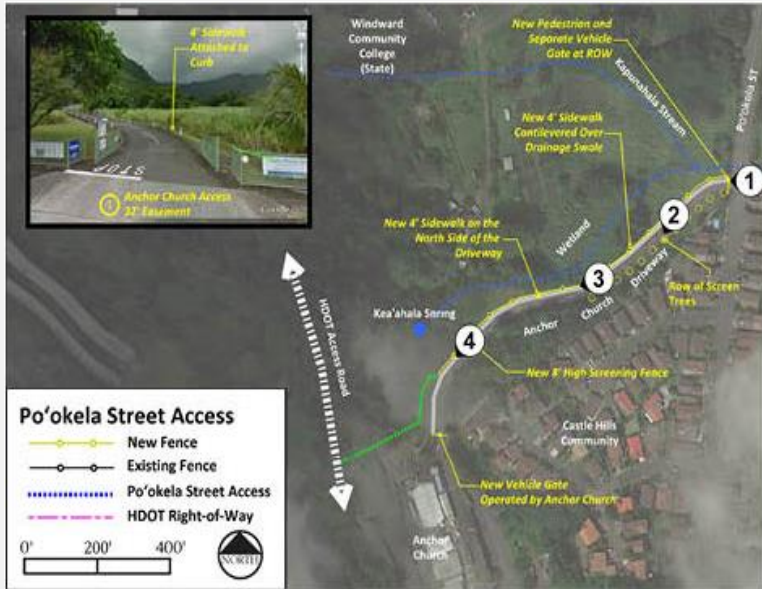 4' Sidewalk
Attached to
Curb
STOP
1 Anchor Church Access
32' Easement
Windward
Community
College
(State)
New Pedestrian and
Separate Vehicle
Gate at ROW
Kapunahala Stream
Po'okela ST
New 4' Sidewalk
Cantilevered Over
Drainage Swale
1
2
New 4' Sidewalk on the
North Side of the
Driveway
Wetland
3
Row of Screen
Trees
HDOT Access Road
Kea'ahala Spring
Anchor Church Driveway
4
New 8' High Screening Fence
Castle Hills
Community
New Vehicle Gate
Operated by Anchor Church
Anchor
Church
Po'okela Street Access
New Fence
Existing Fence
Po'okela Street Access
HDOT Right-of-Way
0' 200' 400'
NORTH